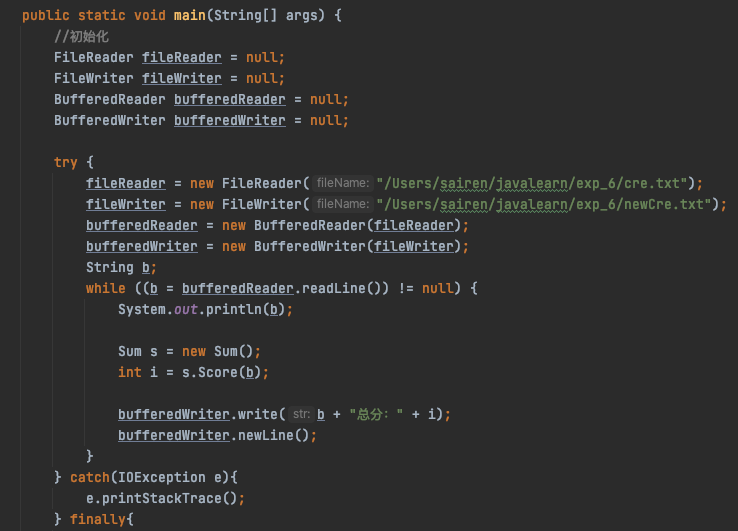 public static void main(String[] args) {
//初始化
FileReader fileReader = null;
FileWriter fileWriter = null;
BufferedReader bufferedReader = null;
BufferedWriter bufferedWriter = null;
try {
fileReader = new FileReader( fileName: "/Users/sairen/javalearn/exp_6/cre.txt");
fileWriter = new FileWriter( fileName: "/Users/sairen/javalearn/exp_6/newCre.txt");
bufferedReader = new BufferedReader(fileReader);
bufferedWriter = new BufferedWriter(fileWriter);
String b;
while ((b = bufferedReader.readLine()) != null) {
System.out.println(b);
Sum s = new Sum();
int i = s.Score(b);
bufferedWriter.write( str: b + "总分：" + i);
bufferedWriter.newLine();
}
} catch(IOException e){
e.printStackTrace();
} finally{